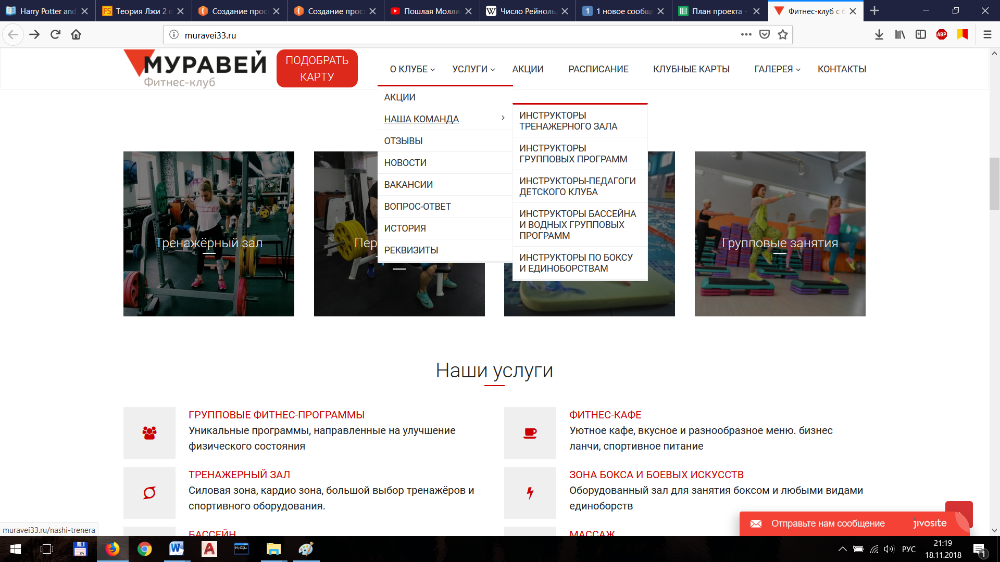 Harry Potter and
Теория Лжи 2 с
Создание прос
Создание прос
Пошлая Молли
Число Рейнольд
1 новое сообще
План проекта -
Фитнес-клуб с б
muravei33.ru
ABP
МУРАВЕЙ
Фитнес-клуб
ПОДОБРАТЬ
КАРТУ
О КЛУБЕ
УСЛУГИ
АКЦИИ
РАСПИСАНИЕ
КЛУБНЫЕ КАРТЫ
ГАЛЕРЕЯ
КОНТАКТЫ
АКЦИИ
НАША КОМАНДА
ОТЗЫВЫ
НОВОСТИ
ВАКАНСИИ
ВОПРОС-ОТВЕТ
ИСТОРИЯ
РЕКВИЗИТЫ
ИНСТРУКТОРЫ
ТРЕНАЖЕРНОГО ЗАЛА
ИНСТРУКТОРЫ
ГРУППОВЫХ ПРОГРАММ
ИНСТРУКТОРЫ-ПЕДАГОГИ
ДЕТСКОГО КЛУБА
ИНСТРУКТОРЫ БАССЕЙНА
И ВОДНЫХ ГРУППОВЫХ
ПРОГРАММ
ИНСТРУКТОРЫ ПО БОКСУ
И ЕДИНОБОРСТВАМ
Тренажёрный зал
Пер
Групповые занятия
Наши услуги
ГРУППОВЫЕ ФИТНЕС-ПРОГРАММЫ
Уникальные программы, направленные на улучшение
физического состояния
ФИТНЕС-КАФЕ
Уютное кафе, вкусное и разнообразное меню. бизнес
ланчи, спортивное питание
ТРЕНАЖЕРНЫЙ ЗАЛ
Силовая зона, кардио зона, большой выбор тренажёров и
спортивного оборудования.
ЗОНА БОКСА И БОЕВЫХ ИСКУССТВ
Оборудованный зал для занятия боксом и любыми видами
единоборств
БАССЕЙН
МАССАЖ
Отправьте нам сообщение
jivosite
muravei33.ru/nashi-trenera
РУС
21:19
18.11.2018
1